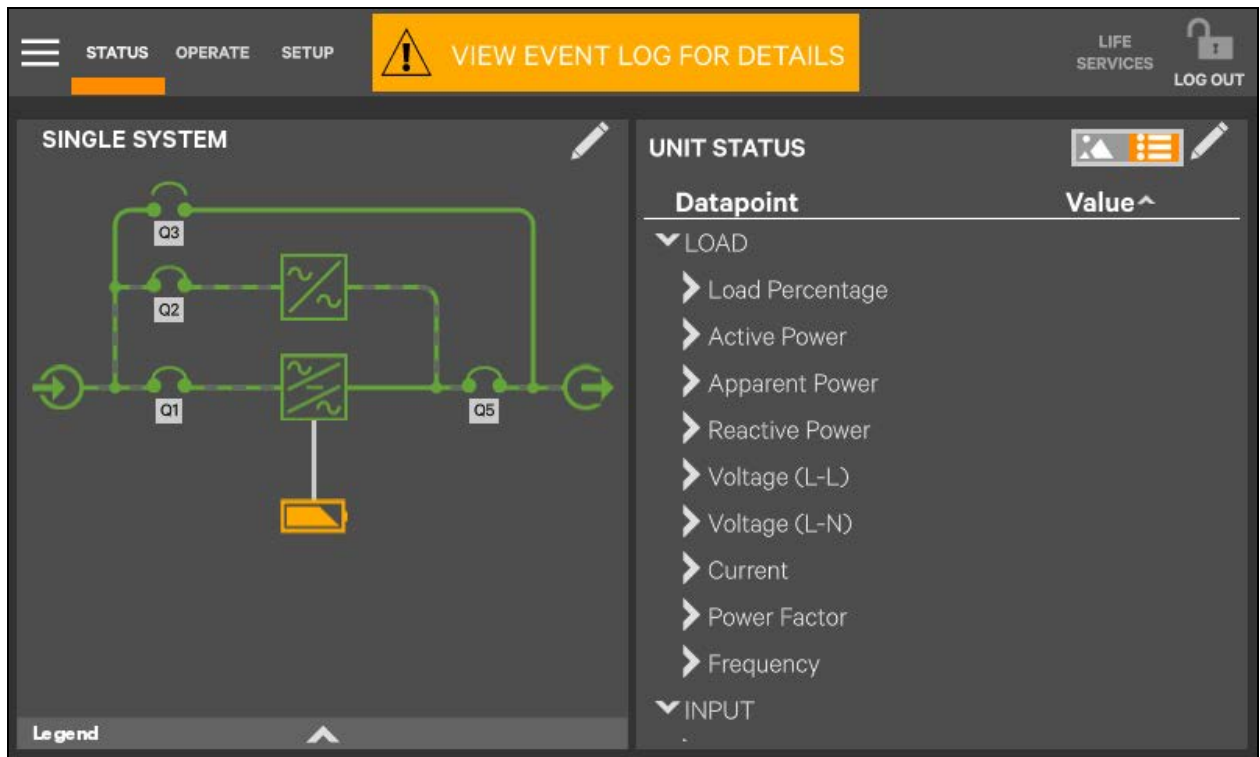 STATUS OPERATE SETUP
VIEW EVENT LOG FOR DETAILS
LIFE
SERVICES
LOG OUT
SINGLE SYSTEM
Q3
Q2
Q1
Q5
Legend
UNIT STATUS
Datapoint Value
LOAD
Load Percentage
Active Power
Apparent Power
Reactive Power
Voltage (L-L)
Voltage (L-N)
Current
Power Factor
Frequency
INPUT